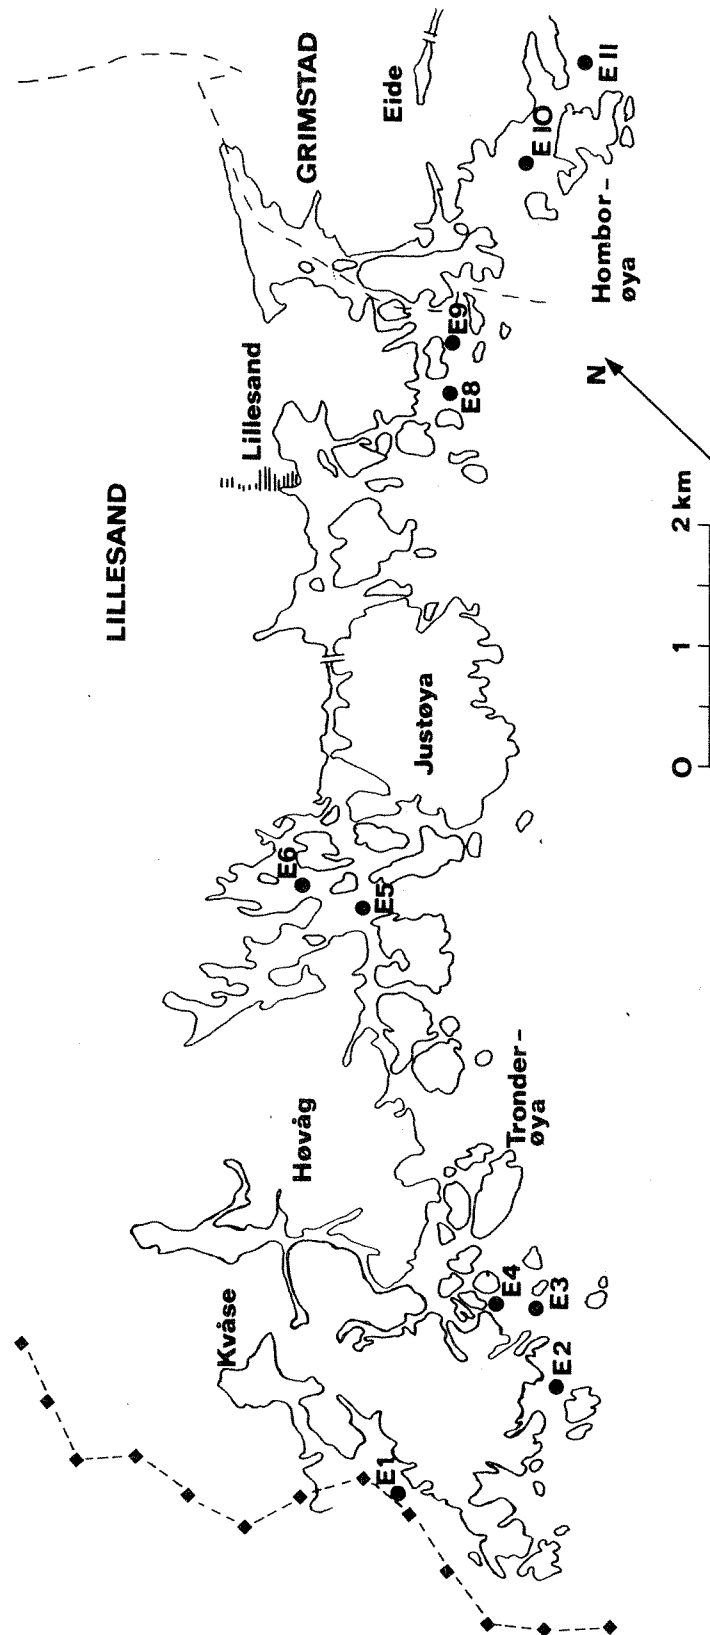 LILLESAND
GRIMSTAD
Eide
Lillesand
Kvåse
Høvåg
Justøya
Tronder-
øya
Hombor-
øya
E1
E2
E3
E4
E5
E6
E8
E9
E10
E11
N
0 1 2 km